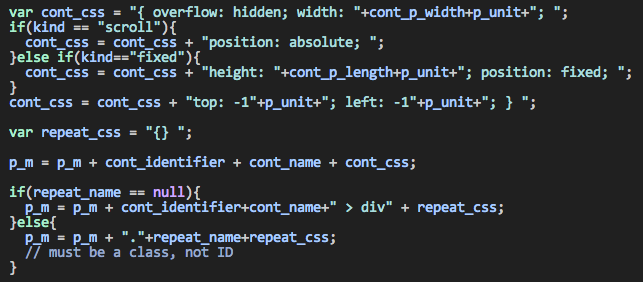 var cont_css = "{ overflow: hidden; width: "+cont_p_width+p_unit+"; ";
if(kind == "scroll"){
  cont_css = cont_css + "position: absolute; ";
}else if(kind=="fixed"){
  cont_css = cont_css + "height: "+cont_p_length+p_unit+"; position: fixed; ";
}
cont_css = cont_css + "top: -1"+p_unit+"; left: -1"+p_unit+"; } ";

var repeat_css = "{} ";

p_m = p_m + cont_identifier + cont_name + cont_css;

if(repeat_name == null){
  p_m = p_m + cont_identifier+cont_name+" > div" + repeat_css;
}else{
  p_m = p_m + "."+repeat_name+repeat_css;
  // must be a class, not ID
}